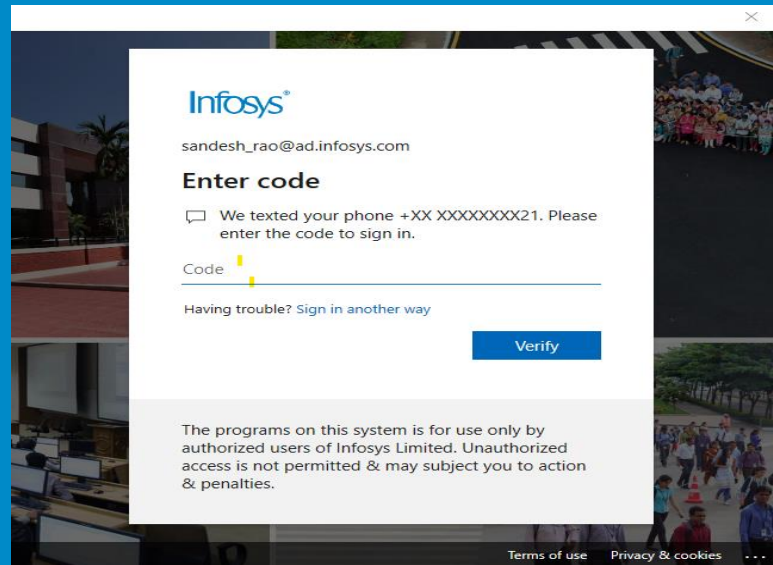 Infosys®
sandesh_rao@ad.infosys.com
Enter code
We texted your phone +XX XXXXXXXX21. Please
enter the code to sign in.
Code
Having trouble? Sign in another way
Verify
The programs on this system is for use only by
authorized users of Infosys Limited. Unauthorized
access is not permitted & may subject you to action
& penalties.
Terms of use Privacy & cookies ...